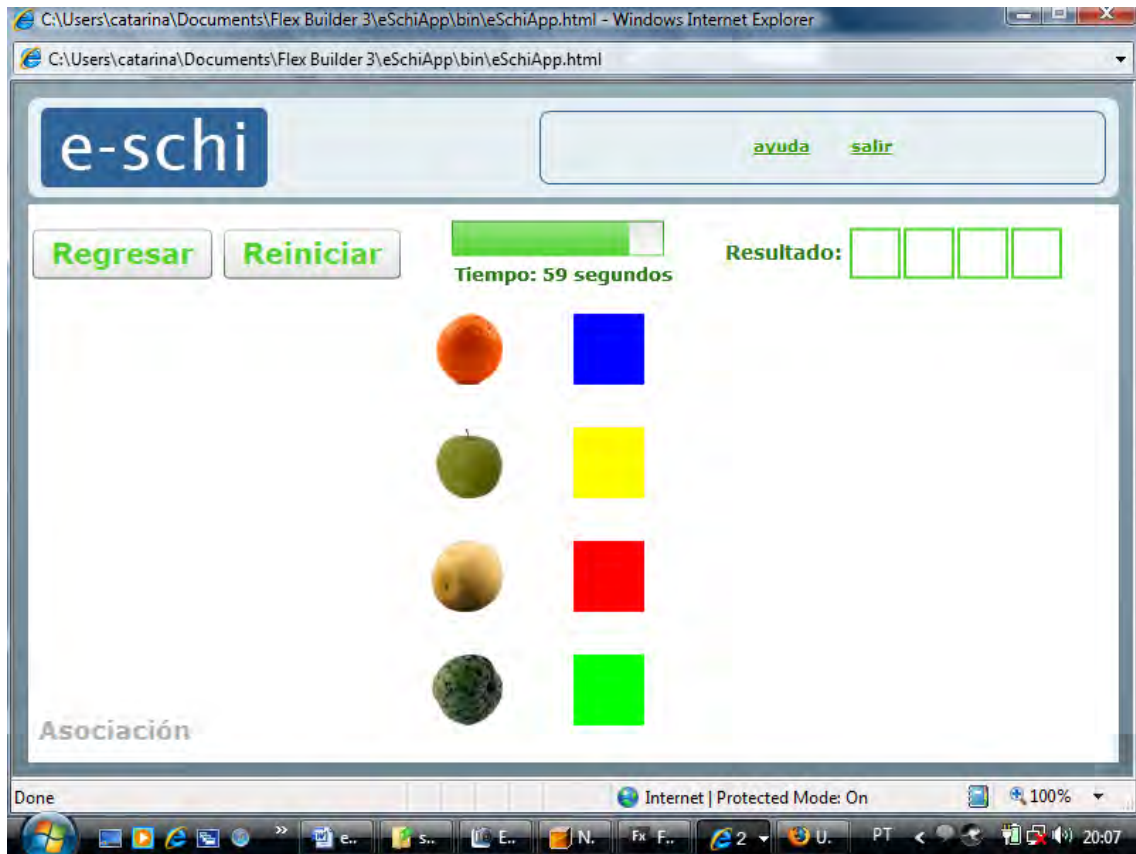 C:\Users\catarina\Documents\Flex Builder 3\eSchiApp\bin\eSchiApp.html - Windows Internet Explorer
C:\Users\catarina\Documents\Flex Builder 3\eSchiApp\bin\eSchiApp.html
e-schi
ayuda salir
Regresar Reiniciar
Tiempo: 59 segundos
Resultado:
Asociación
Done Internet | Protected Mode: On 100%
e.. s.. E.. N. Fx F.. 2 U. PT 20:07